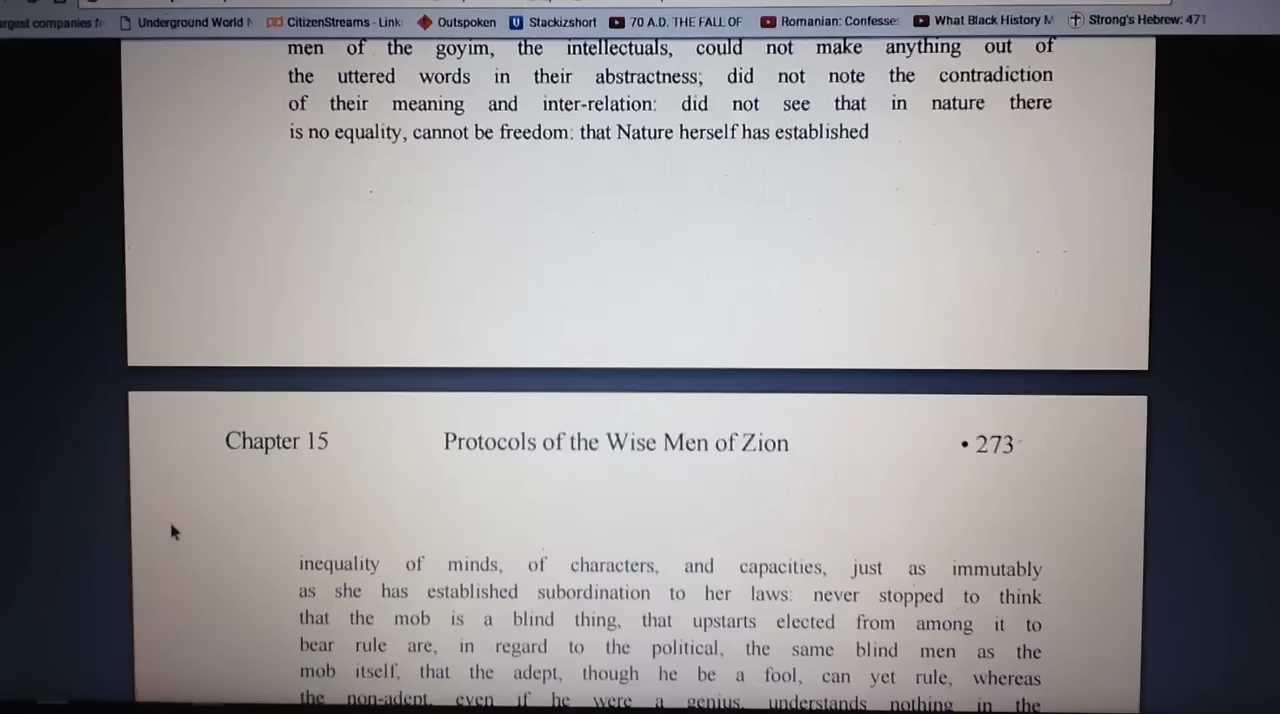 argest companies fr Underground World N CitizenStreams - Link Outspoken Stackizshort 70 A.D. THE FALL OF Romanian: Confesse What Black History M Strong's Hebrew: 471
men of the goyim, the intellectuals, could not make anything out of
the uttered words in their abstractness; did not note the contradiction
of their meaning and inter-relation: did not see that in nature there
is no equality, cannot be freedom: that Nature herself has established
Chapter 15 Protocols of the Wise Men of Zion • 273
inequality of minds, of characters, and capacities, just as immutably
as she has established subordination to her laws: never stopped to think
that the mob is a blind thing, that upstarts elected from among it to
bear rule are, in regard to the political, the same blind men as the
mob itself, that the adept, though he be a fool, can yet rule, whereas
the non-adept, even if he were a genius, understands nothing in the